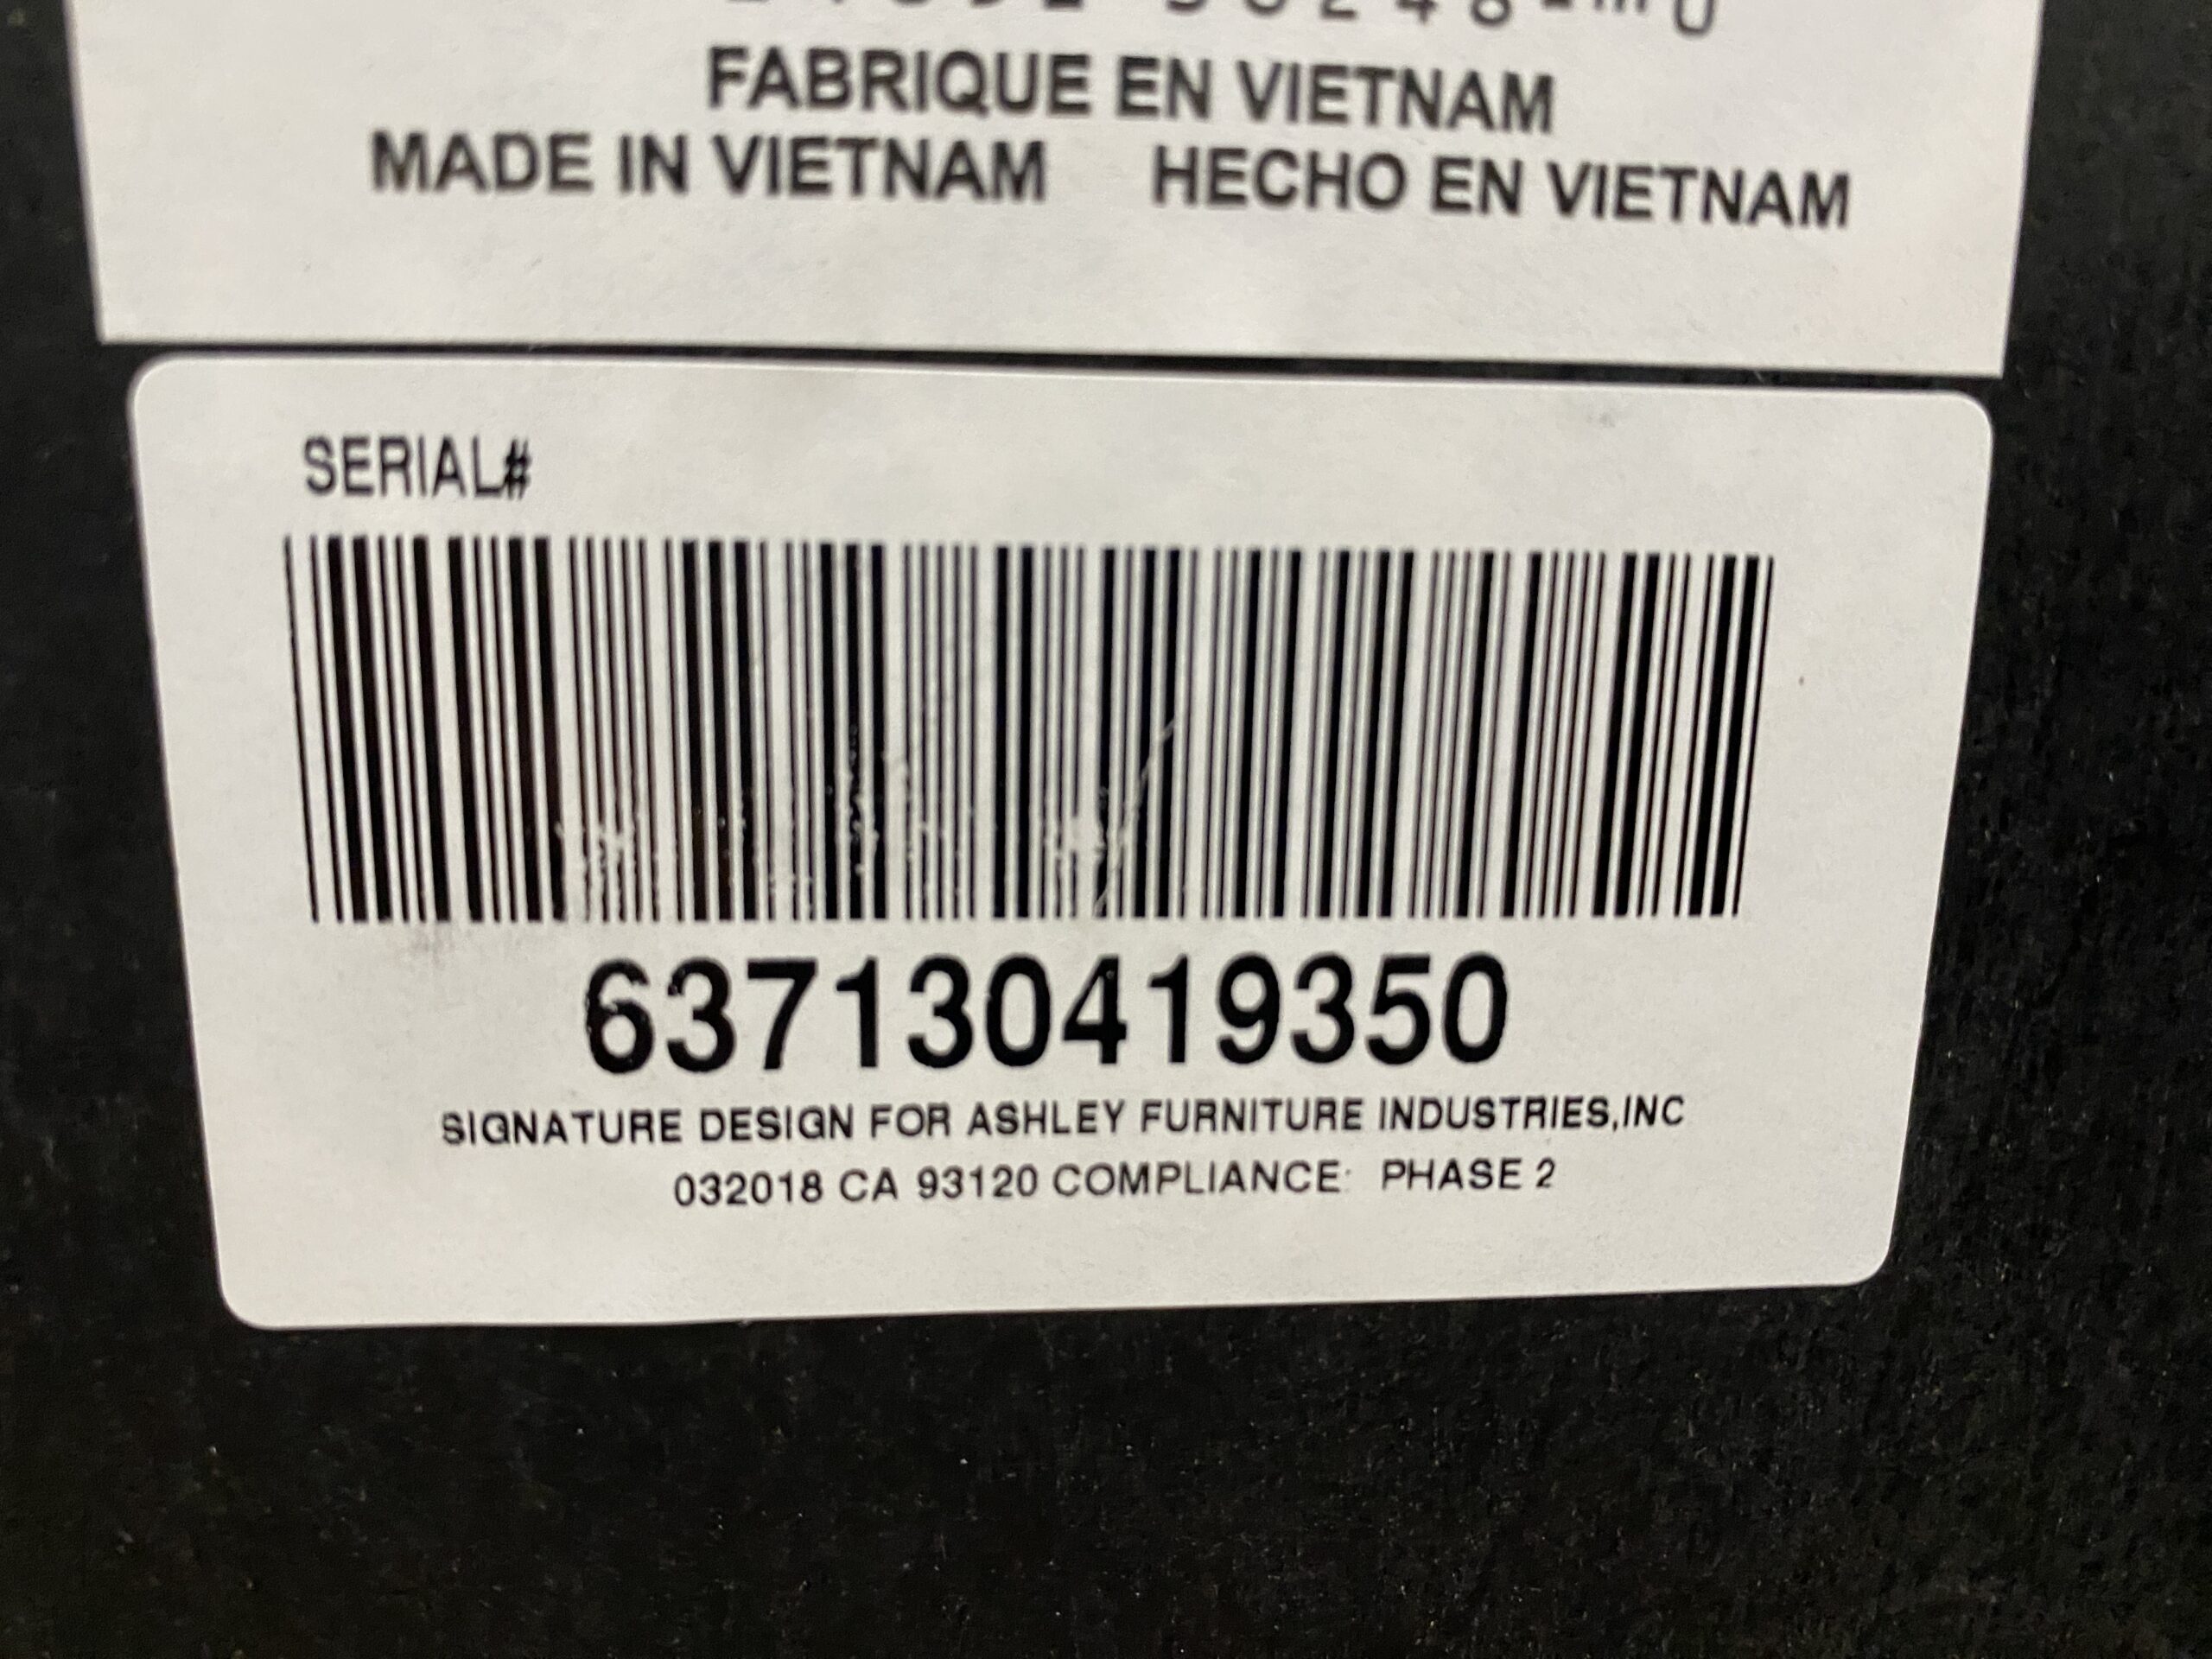 FABRIQUE EN VIETNAM
MADE IN VIETNAM HECHO EN VIETNAM
SERIAL#
637130419350
SIGNATURE DESIGN FOR ASHLEY FURNITURE INDUSTRIES,INC
032018 CA 93120 COMPLIANCE: PHASE 2